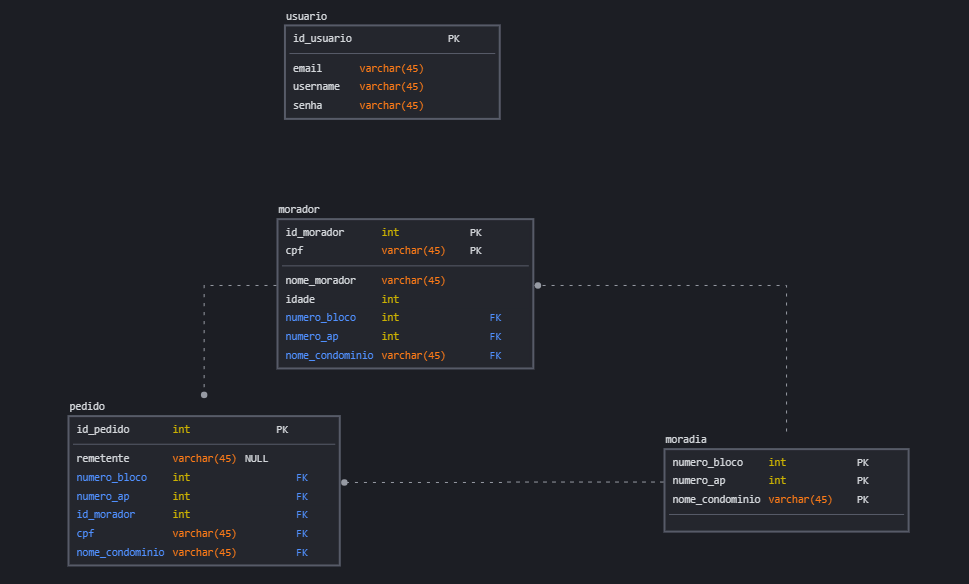 usuario
id_usuario PK
email varchar(45)
username varchar(45)
senha varchar(45)
morador
id_morador int PK
cpf varchar(45) PK
nome_morador varchar(45)
idade int
numero_bloco int FK
numero_ap int FK
nome_condominio varchar(45) FK
pedido
id_pedido int PK
remetente varchar(45) NULL
numero_bloco int FK
numero_ap int FK
id_morador int FK
cpf varchar(45) FK
nome_condominio varchar(45) FK
moradia
numero_bloco int PK
numero_ap int PK
nome_condominio varchar(45) PK